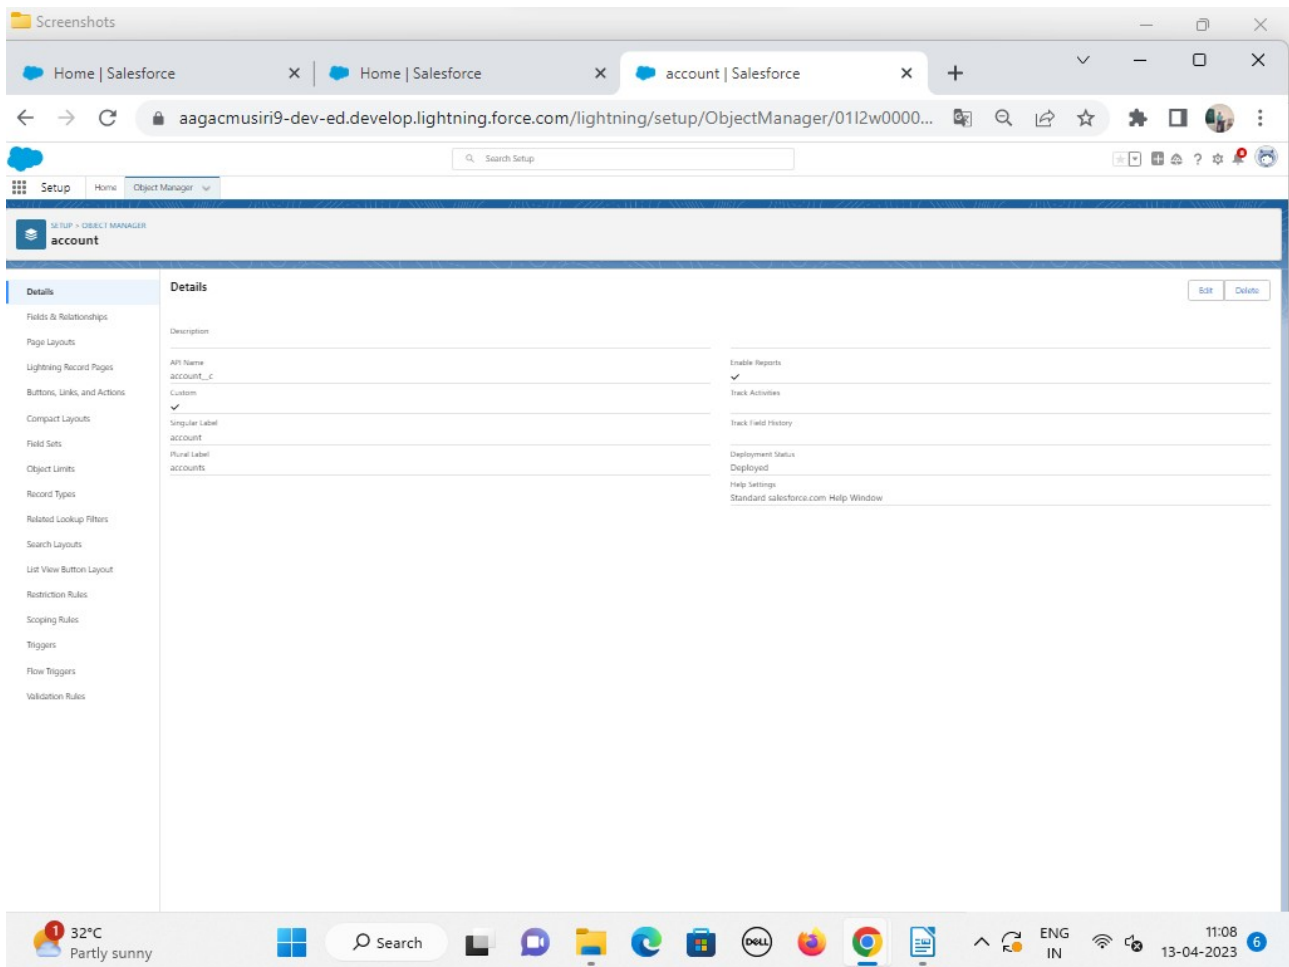 Screenshots
Home | Salesforce
Home | Salesforce
account | Salesforce
aagacmusiri9-dev-ed.develop.lightning.force.com/lightning/setup/ObjectManager/01I2w0000...
Search Setup
Setup
Home
Object Manager
SETUP > OBJECT MANAGER
account
Details
Fields & Relationships
Page Layouts
Lightning Record Pages
Buttons, Links, and Actions
Compact Layouts
Field Sets
Object Limits
Record Types
Related Lookup Filters
Search Layouts
List View Button Layout
Restriction Rules
Scoping Rules
Triggers
Flow Triggers
Validation Rules
Details
Edit
Delete
Description
API Name
account__c
Custom
Singular Label
account
Plural Label
accounts
Enable Reports
Track Activities
Track Field History
Deployment Status
Deployed
Help Settings
Standard salesforce.com Help Window
1
32°C
Partly sunny
Search
DELL
ENG
IN
11:08
13-04-2023
6